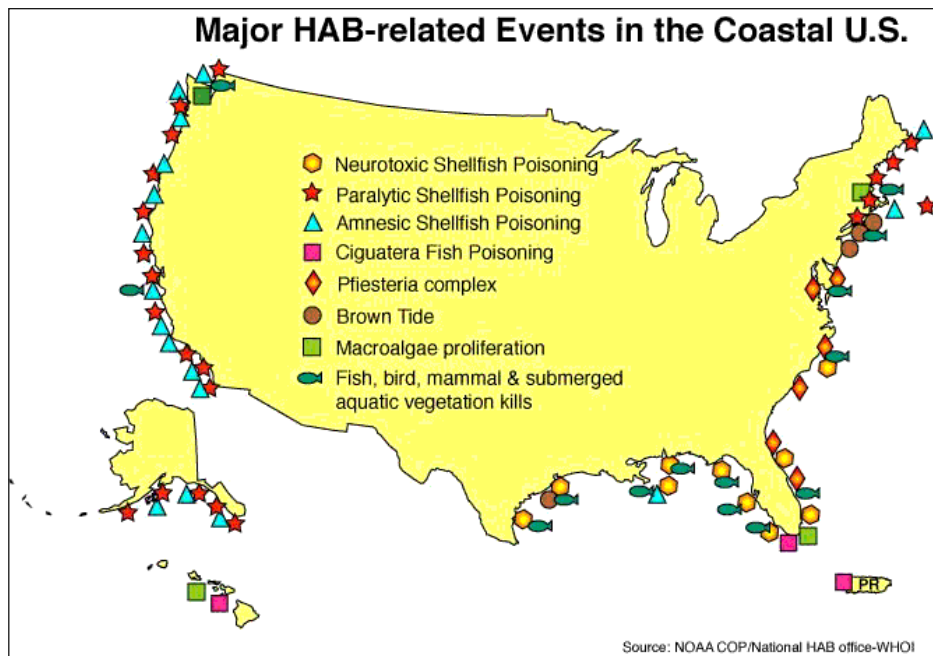 Major HAB-related Events in the Coastal U.S.
Neurotoxic Shellfish Poisoning
Paralytic Shellfish Poisoning
Amnesic Shellfish Poisoning
Ciguatera Fish Poisoning
Pfiesteria complex
Brown Tide
Macroalgae proliferation
Fish, bird, mammal & submerged
aquatic vegetation kills
PR
Source: NOAA COP/National HAB office-WHOI